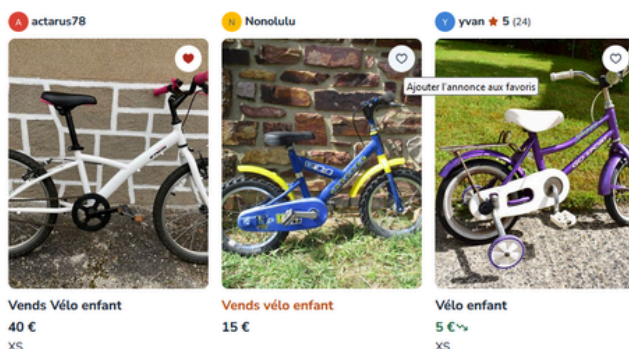 A actarus78
N Nonolulu
Y yvan ★ 5 (24)
Ajouter l'annonce aux favoris
Vends Vélo enfant
40 €
XS
Vends vélo enfant
15 €
Vélo enfant
5 €
XS